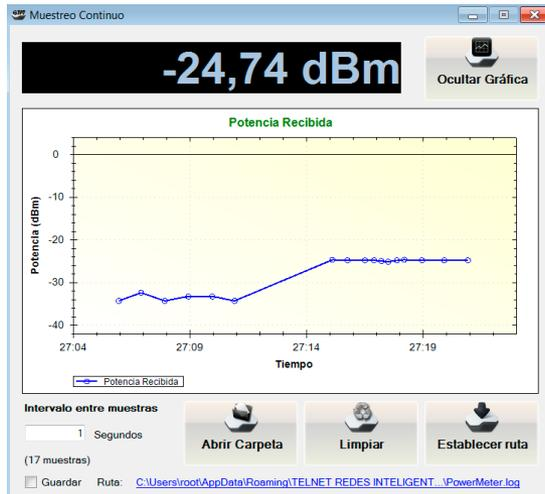 Muestreo Continuo
-24,74 dBm
Ocultar Gráfica
Potencia Recibida
Potencia (dBm)
0
-10
-20
-30
-40
27:04 27:09 27:14 27:19
Tiempo
Potencia Recibida
Intervalo entre muestras
1 Segundos
(17 muestras)
Abrir Carpeta
Limpiar
Establecer ruta
Guardar Ruta: C:\Users\root\AppData\Roaming\TELNET REDES INTELIGENT...\PowerMeter.log